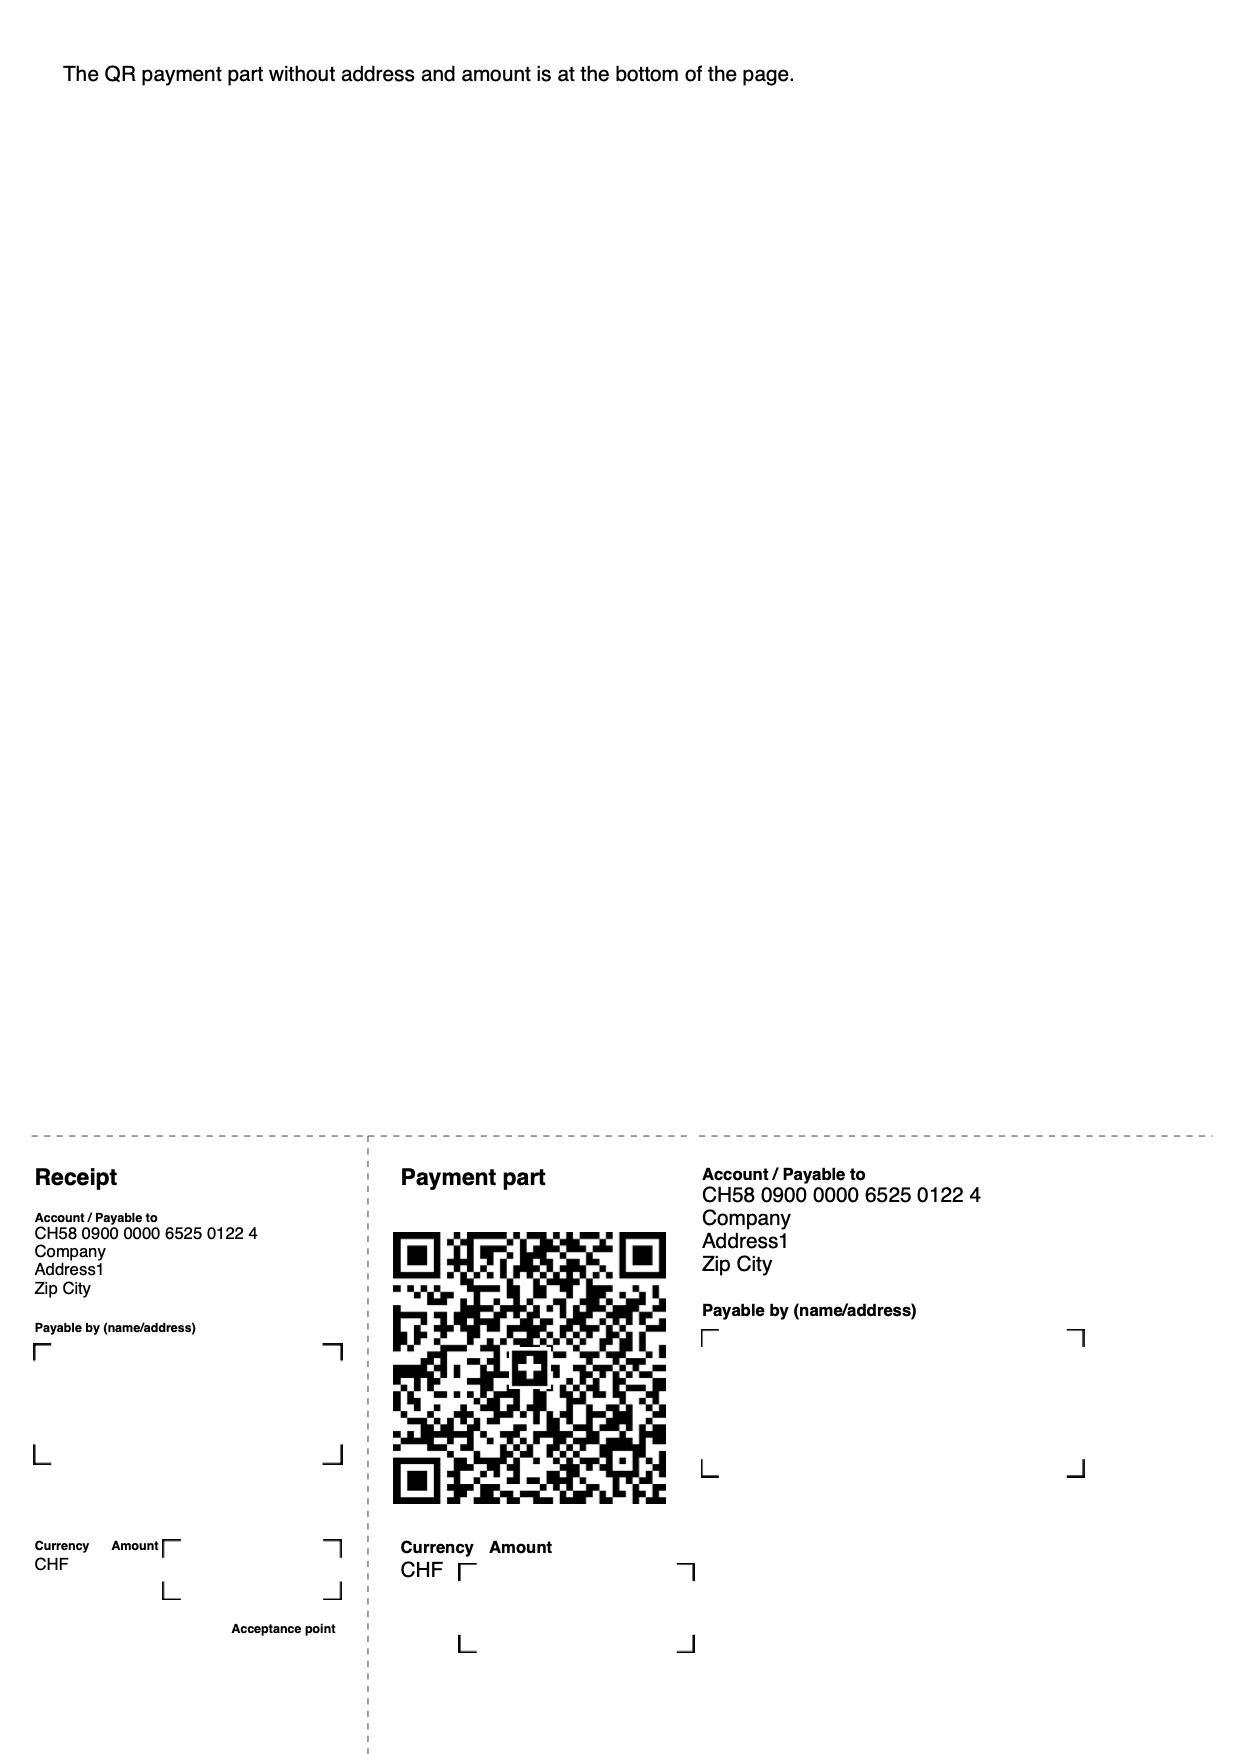 The QR payment part without address and amount is at the bottom of the page.
Receipt
Account / Payable to
CH58 0900 0000 6525 0122 4
Company
Address1
Zip City
Payable by (name/address)
Currency Amount
CHF
Acceptance point
Payment part
Currency Amount
CHF
Account / Payable to
CH58 0900 0000 6525 0122 4
Company
Address1
Zip City
Payable by (name/address)